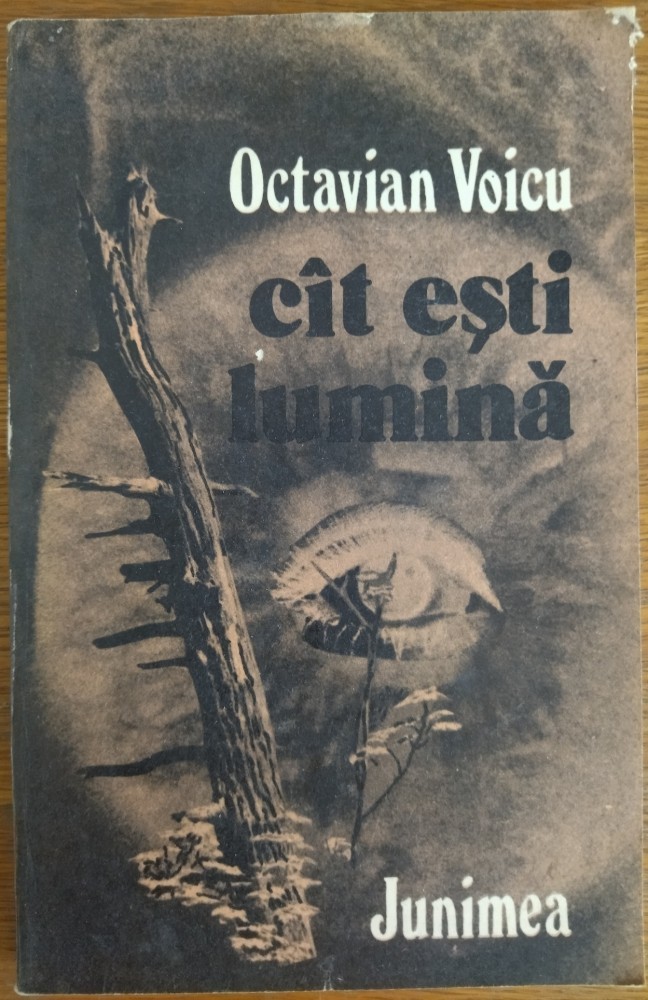 Octavian Voicu
cît ești
lumină
Junimea